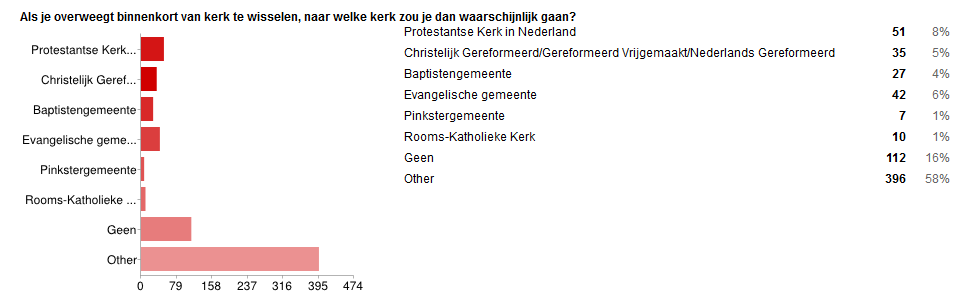 Als je overweegt binnenkort van kerk te wisselen, naar welke kerk zou je dan waarschijnlijk gaan?
Protestantse Kerk...
Christelijk Geref...
Baptistengemeente
Evangelische geme...
Pinkstergemeente
Rooms-Katholieke ...
Geen
Other
0 79 158 237 316 395 474
Protestantse Kerk in Nederland 51 8%
Christelijk Gereformeerd/Gereformeerd Vrijgemaakt/Nederlands Gereformeerd 35 5%
Baptistengemeente 27 4%
Evangelische gemeente 42 6%
Pinkstergemeente 7 1%
Rooms-Katholieke Kerk 10 1%
Geen 112 16%
Other 396 58%